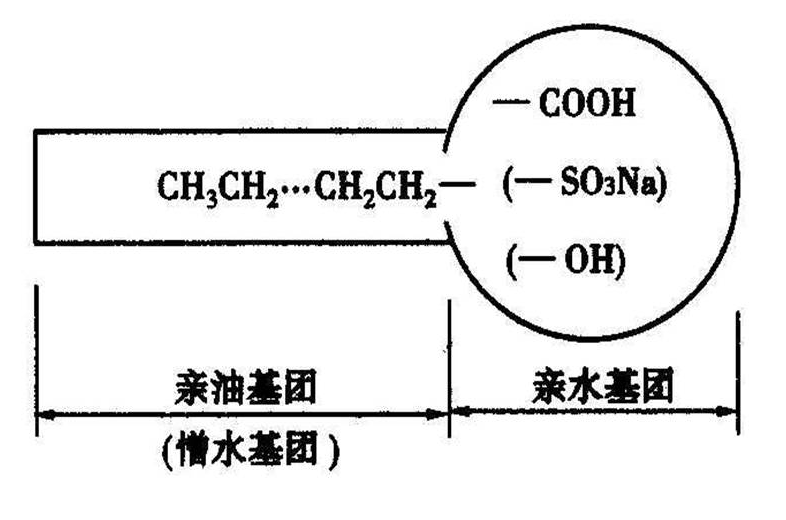 — COOH
CH₃CH₂···CH₂CH₂— (— SO₃Na)
(— OH)
亲油基团 亲水基团
(憎水基团)